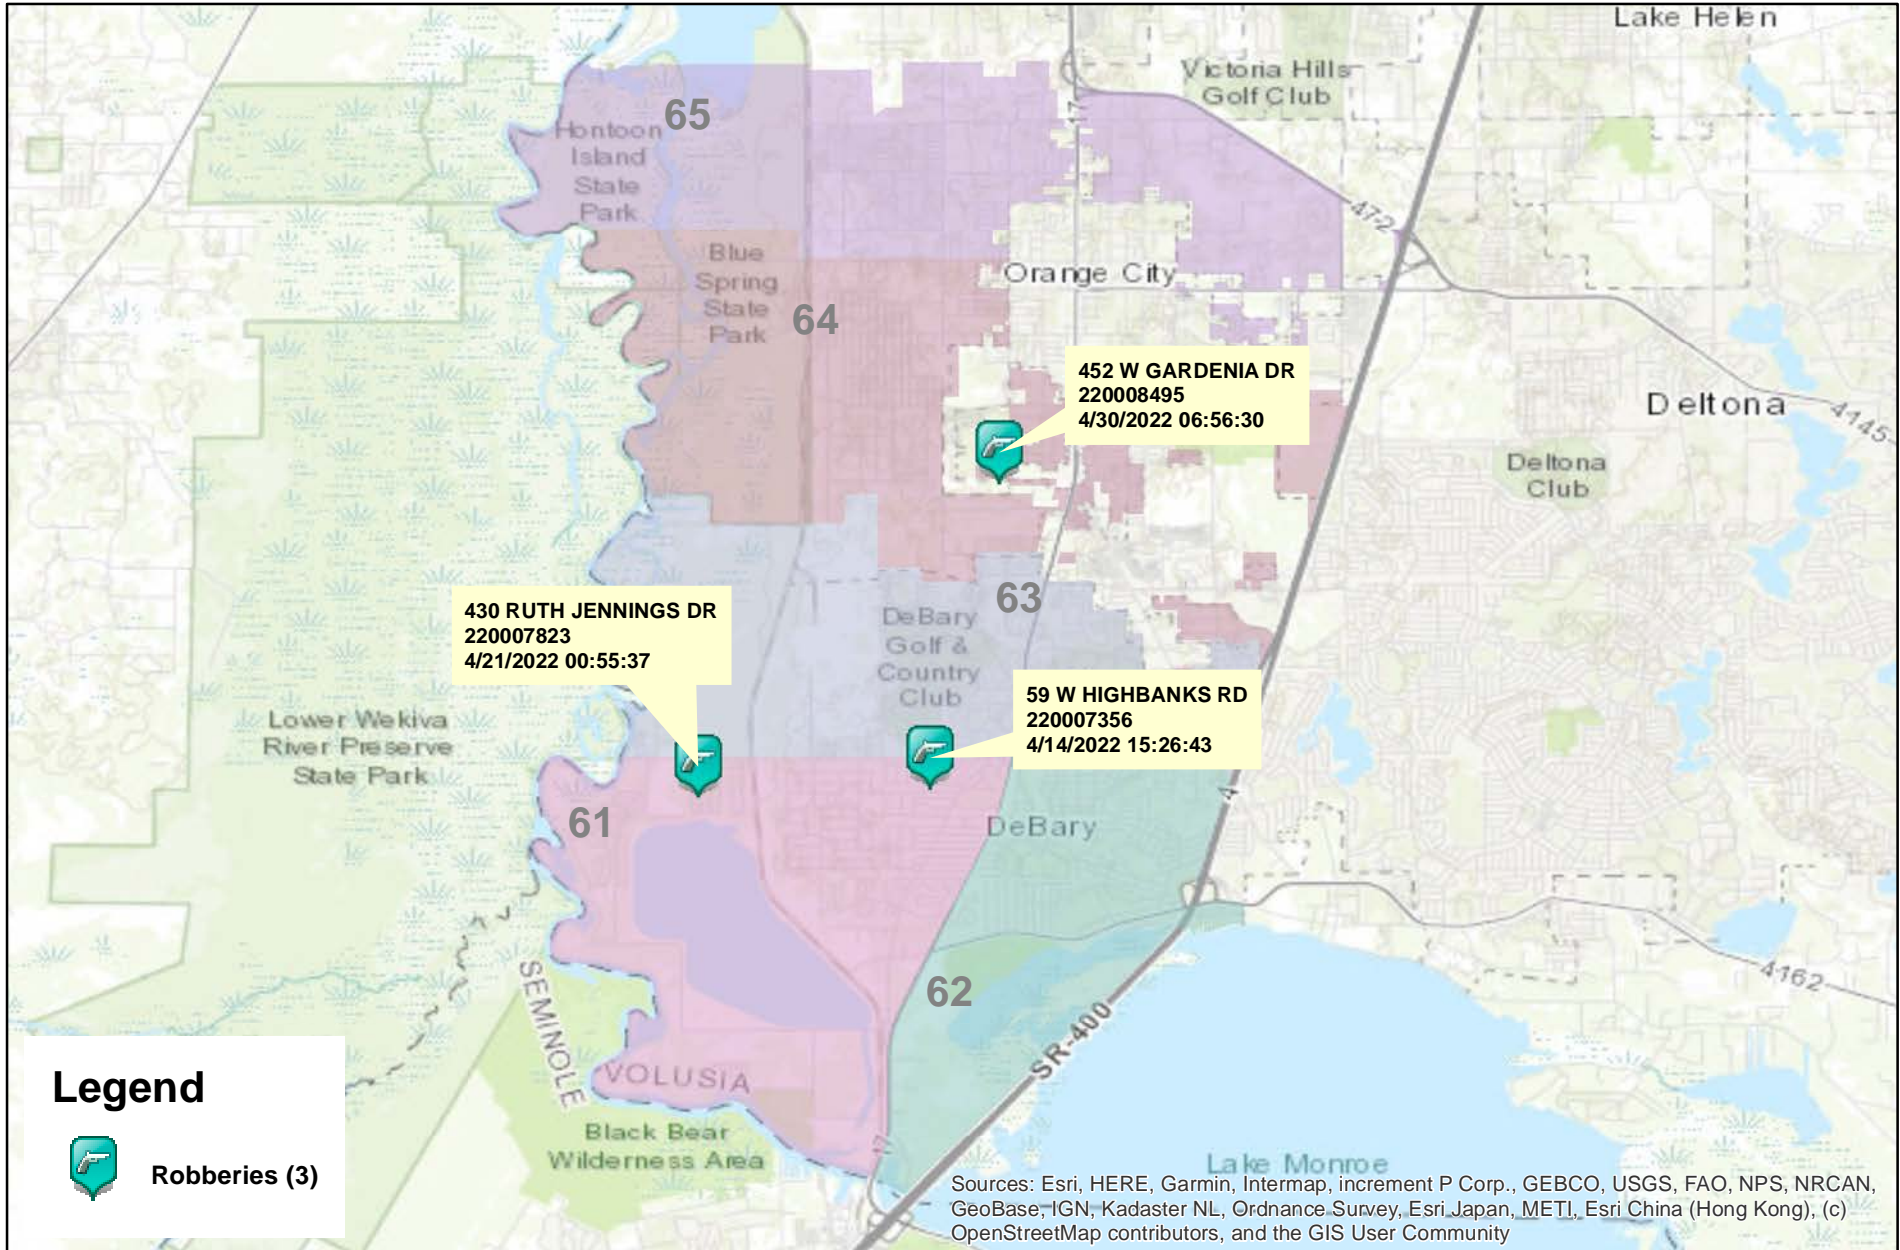 Lake Helen
Victoria Hills
Golf Club
65
Hontoon
Island
State
Park
17
472
Blue
Spring
State
Park
64
Orange City
452 W GARDENIA DR
220008495
4/30/2022 06:56:30
Deltona
4145
Deltona
Club
430 RUTH JENNINGS DR
220007823
4/21/2022 00:55:37
63
DeBary
Golf &
Country
Club
59 W HIGHBANKS RD
220007356
4/14/2022 15:26:43
Lower Wekiva
River Preserve
State Park
61
4
DeBary
62
4162
SR-400
SEMINOLE
VOLUSIA
Black Bear
Wilderness Area
17
Lake Monroe
Legend
Robberies (3)
Sources: Esri, HERE, Garmin, Intermap, increment P Corp., GEBCO, USGS, FAO, NPS, NRCAN,
GeoBase, IGN, Kadaster NL, Ordnance Survey, Esri Japan, METI, Esri China (Hong Kong), (c)
OpenStreetMap contributors, and the GIS User Community